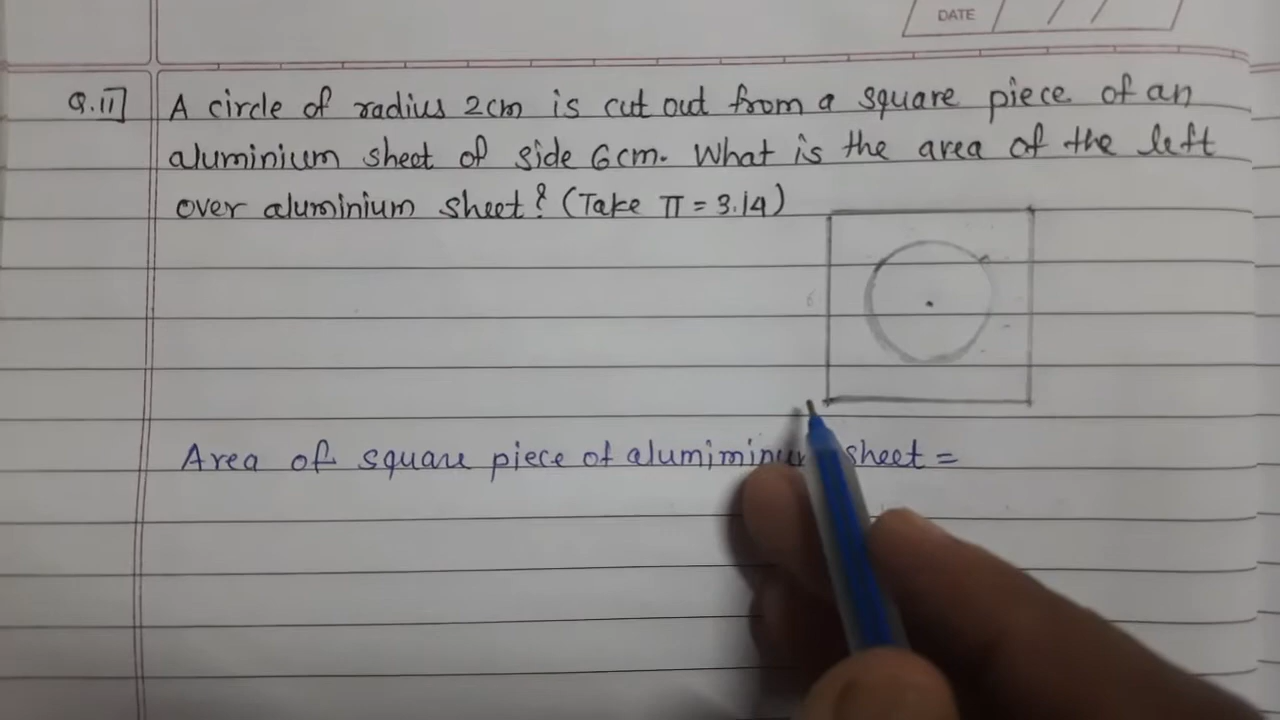 DATE
Q.11] A circle of radius 2cm is cut out from a square piece of an
aluminium sheet of side 6cm. What is the area of the left
over aluminium sheet? (Take π = 3.14)
6
Area of square piece of alumiminum sheet =